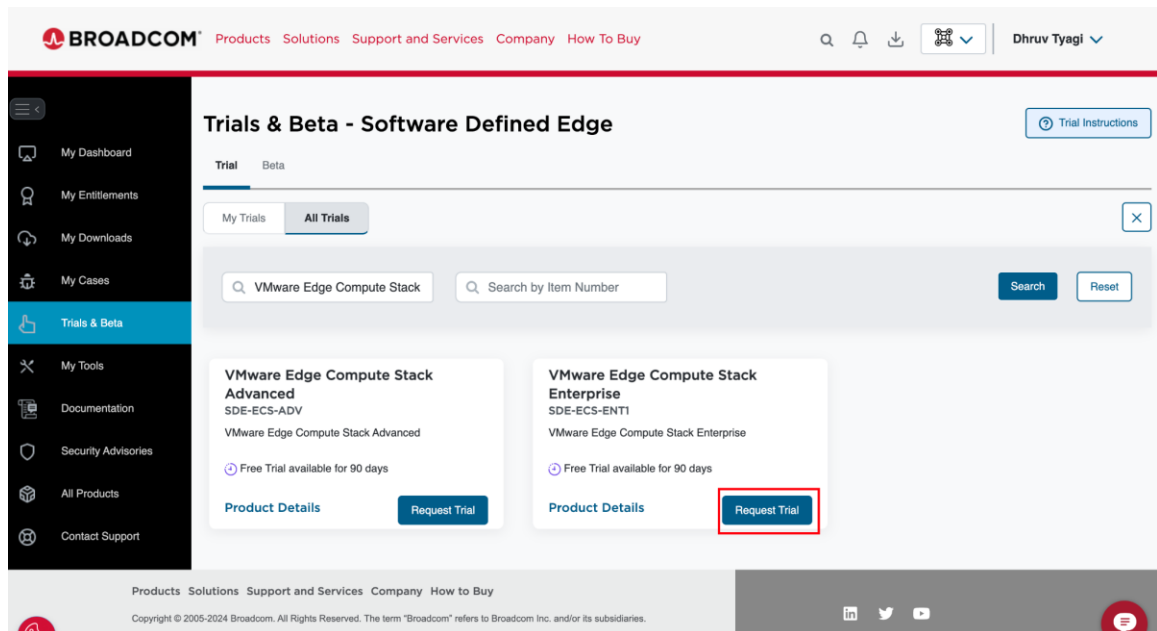 BROADCOM® Products Solutions Support and Services Company How To Buy Dhruv Tyagi
Trials & Beta - Software Defined Edge
Trial Instructions
My Dashboard
My Entitlements
My Downloads
My Cases
Trials & Beta
My Tools
Documentation
Security Advisories
All Products
Contact Support
Trial Beta
My Trials All Trials
VMware Edge Compute Stack Search by Item Number Search Reset
VMware Edge Compute Stack
Advanced
SDE-ECS-ADV
VMware Edge Compute Stack Advanced
Free Trial available for 90 days
Product Details Request Trial
VMware Edge Compute Stack
Enterprise
SDE-ECS-ENT1
VMware Edge Compute Stack Enterprise
Free Trial available for 90 days
Product Details Request Trial
Products Solutions Support and Services Company How to Buy
Copyright © 2005-2024 Broadcom. All Rights Reserved. The term "Broadcom" refers to Broadcom Inc. and/or its subsidiaries.